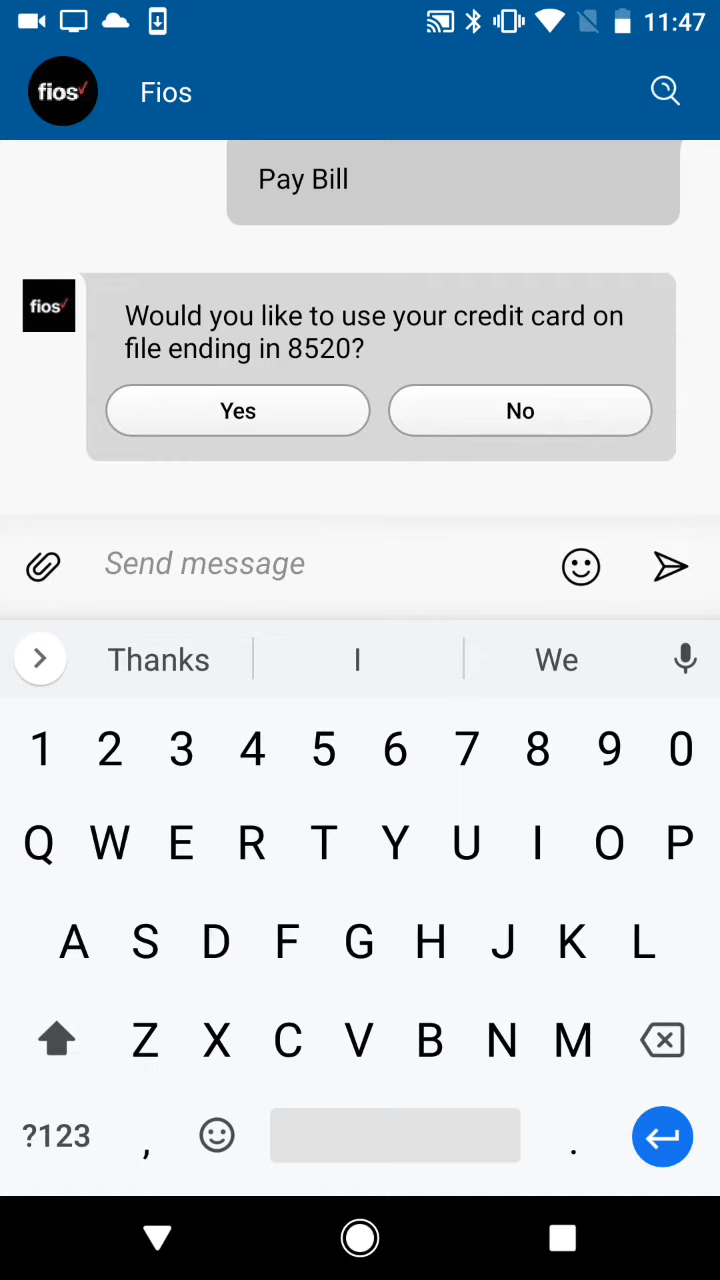 11:47
fios Fios
Pay Bill
fios
Would you like to use your credit card on
file ending in 8520?
Yes No
Send message
Thanks I We
1 2 3 4 5 6 7 8 9 0
Q W E R T Y U I O P
A S D F G H J K L
Z X C V B N M
?123 , .